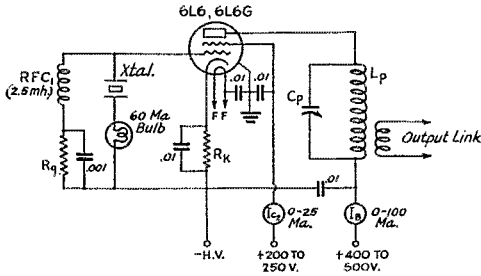 6L6, 6L6G
RFC1
(2.5mh.)
Xtal.
60 Ma
Bulb
.01
.01
F F
Lp
Cp
Output Link
Rg
.001
.01
RK
.01
IC2
0-25
Ma.
IB
0-100
Ma.
-H.V.
+200 TO
250 V.
+400 TO
500V.